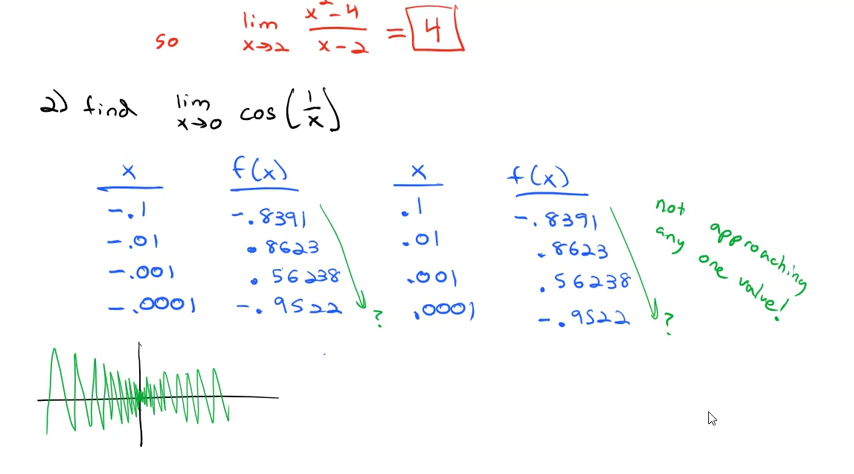 so lim x→2 x²-4 / x-2 = 4
2) find lim x→0 cos(1/x)
x f(x) x f(x)
-.1 -.8391 .1 -.8391
-.01 .8623 .01 .8623
-.001 .56238 .001 .56238
-.0001 -.9522 ? .0001 -.9522 ?
not approaching
any one value!